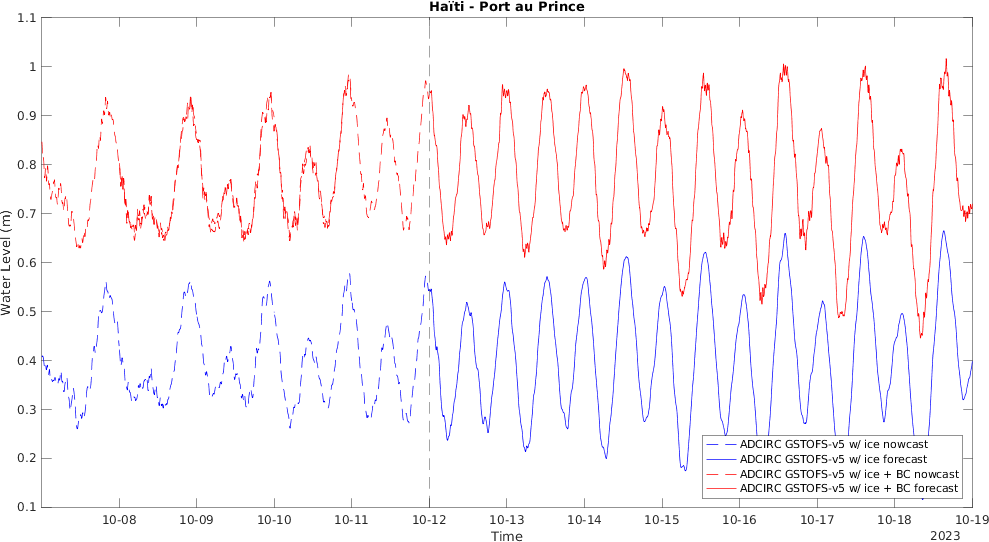 Haïti - Port au Prince
1.1
1
0.9
0.8
0.7
0.6
0.5
0.4
0.3
0.2
0.1
Water Level (m)
ADCIRC GSTOFS-v5 w/ ice nowcast
ADCIRC GSTOFS-v5 w/ ice forecast
ADCIRC GSTOFS-v5 w/ ice + BC nowcast
ADCIRC GSTOFS-v5 w/ ice + BC forecast
10-08 10-09 10-10 10-11 10-12 10-13 10-14 10-15 10-16 10-17 10-18 10-19
Time
2023